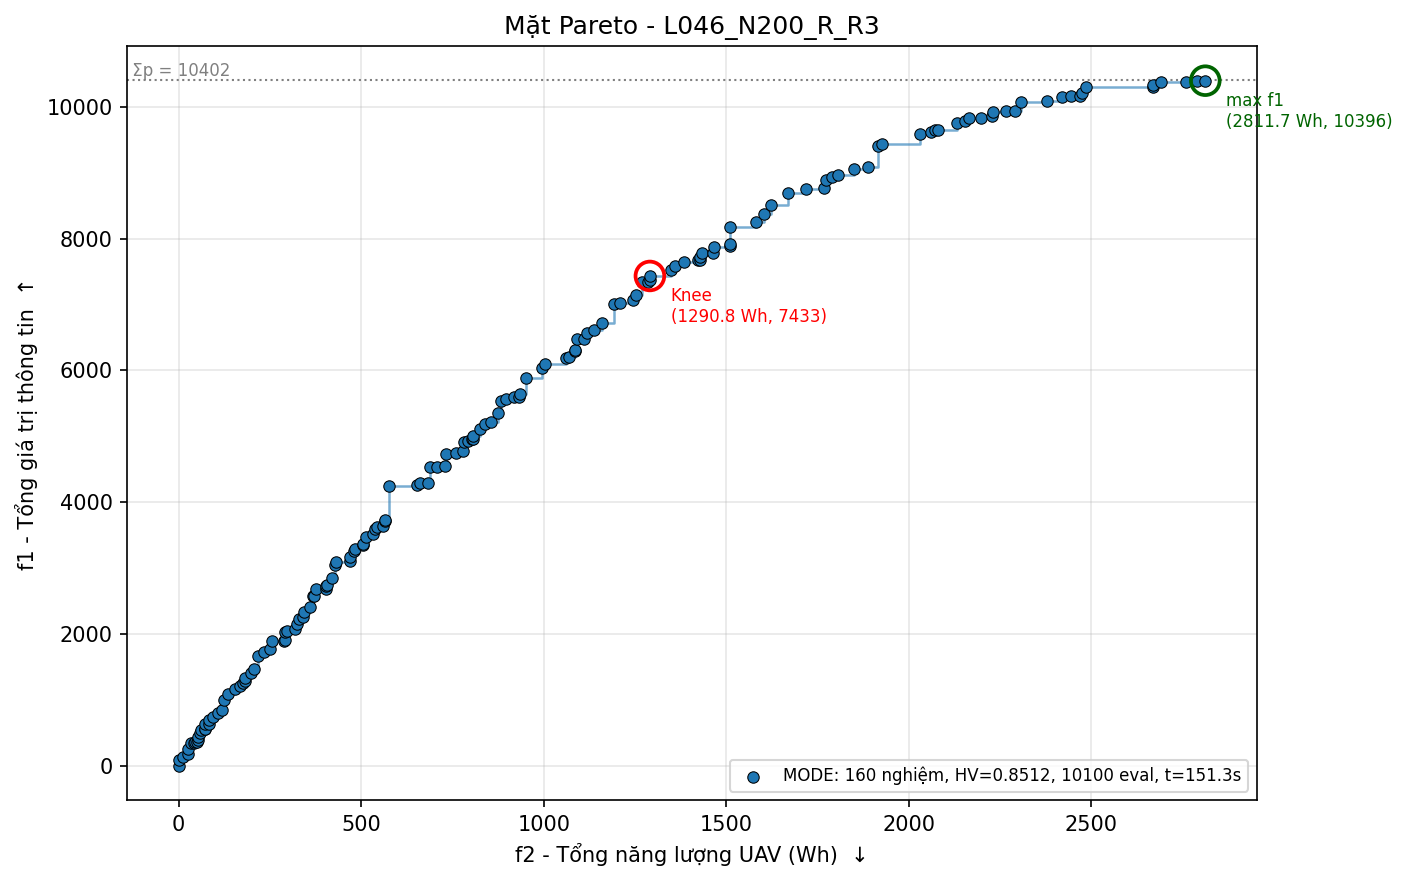 Mặt Pareto - L046_N200_R_R3
Σp = 10402
max f1
(2811.7 Wh, 10396)
Knee
(1290.8 Wh, 7433)
10000
8000
6000
4000
2000
0
f1 - Tổng giá trị thông tin ↑
MODE: 160 nghiệm, HV=0.8512, 10100 eval, t=151.3s
0 500 1000 1500 2000 2500
f2 - Tổng năng lượng UAV (Wh) ↓